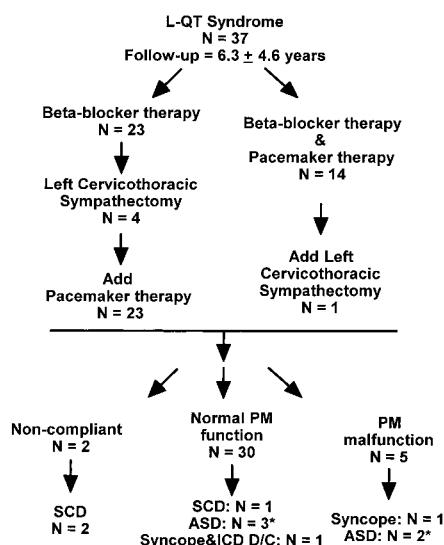 L-QT Syndrome
N = 37
Follow-up = 6.3 ± 4.6 years
Beta-blocker therapy
N = 23
Left Cervicothoracic
Sympathectomy
N = 4
Add
Pacemaker therapy
N = 23
Beta-blocker therapy
&
Pacemaker therapy
N = 14
Add Left
Cervicothoracic
Sympathectomy
N = 1
Non-compliant
N = 2
SCD
N = 2
Normal PM
function
N = 30
SCD: N = 1
ASD: N = 3*
Syncope&ICD D/C: N = 1
PM
malfunction
N = 5
Syncope: N = 1
ASD: N = 2*